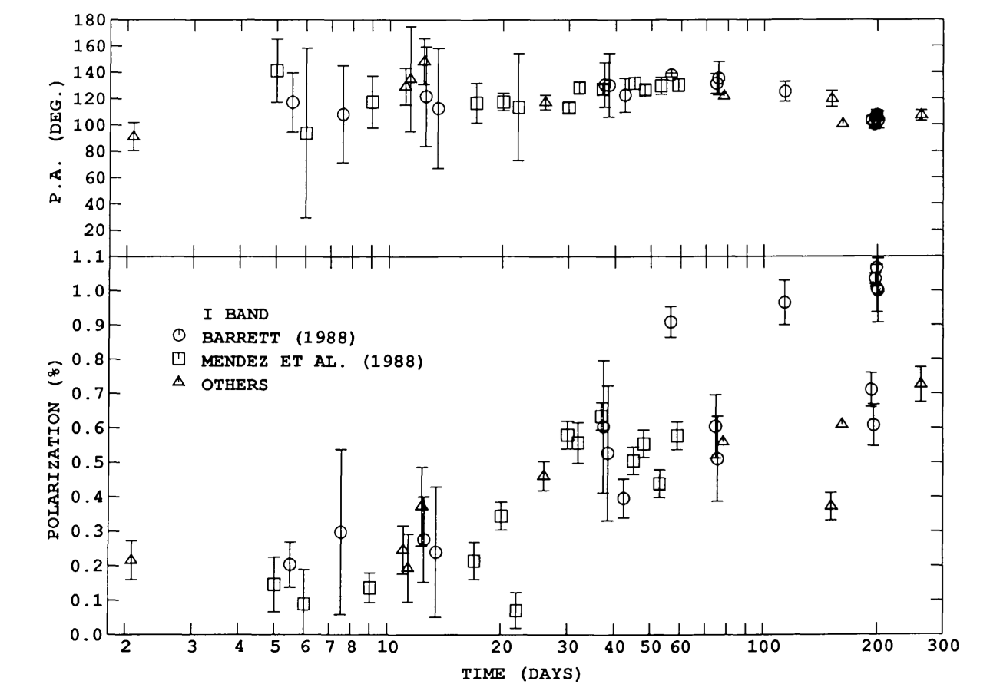 180
160
140
120
100
80
60
40
20
P.A. (DEG.)
1.1
1.0
0.9
0.8
0.7
0.6
0.5
0.4
0.3
0.2
0.1
0.0
POLARIZATION (%)
I BAND
BARRETT (1988)
MENDEZ ET AL. (1988)
OTHERS
2 3 4 5 6 7 8 10 20 30 40 50 60 100 200 300
TIME (DAYS)